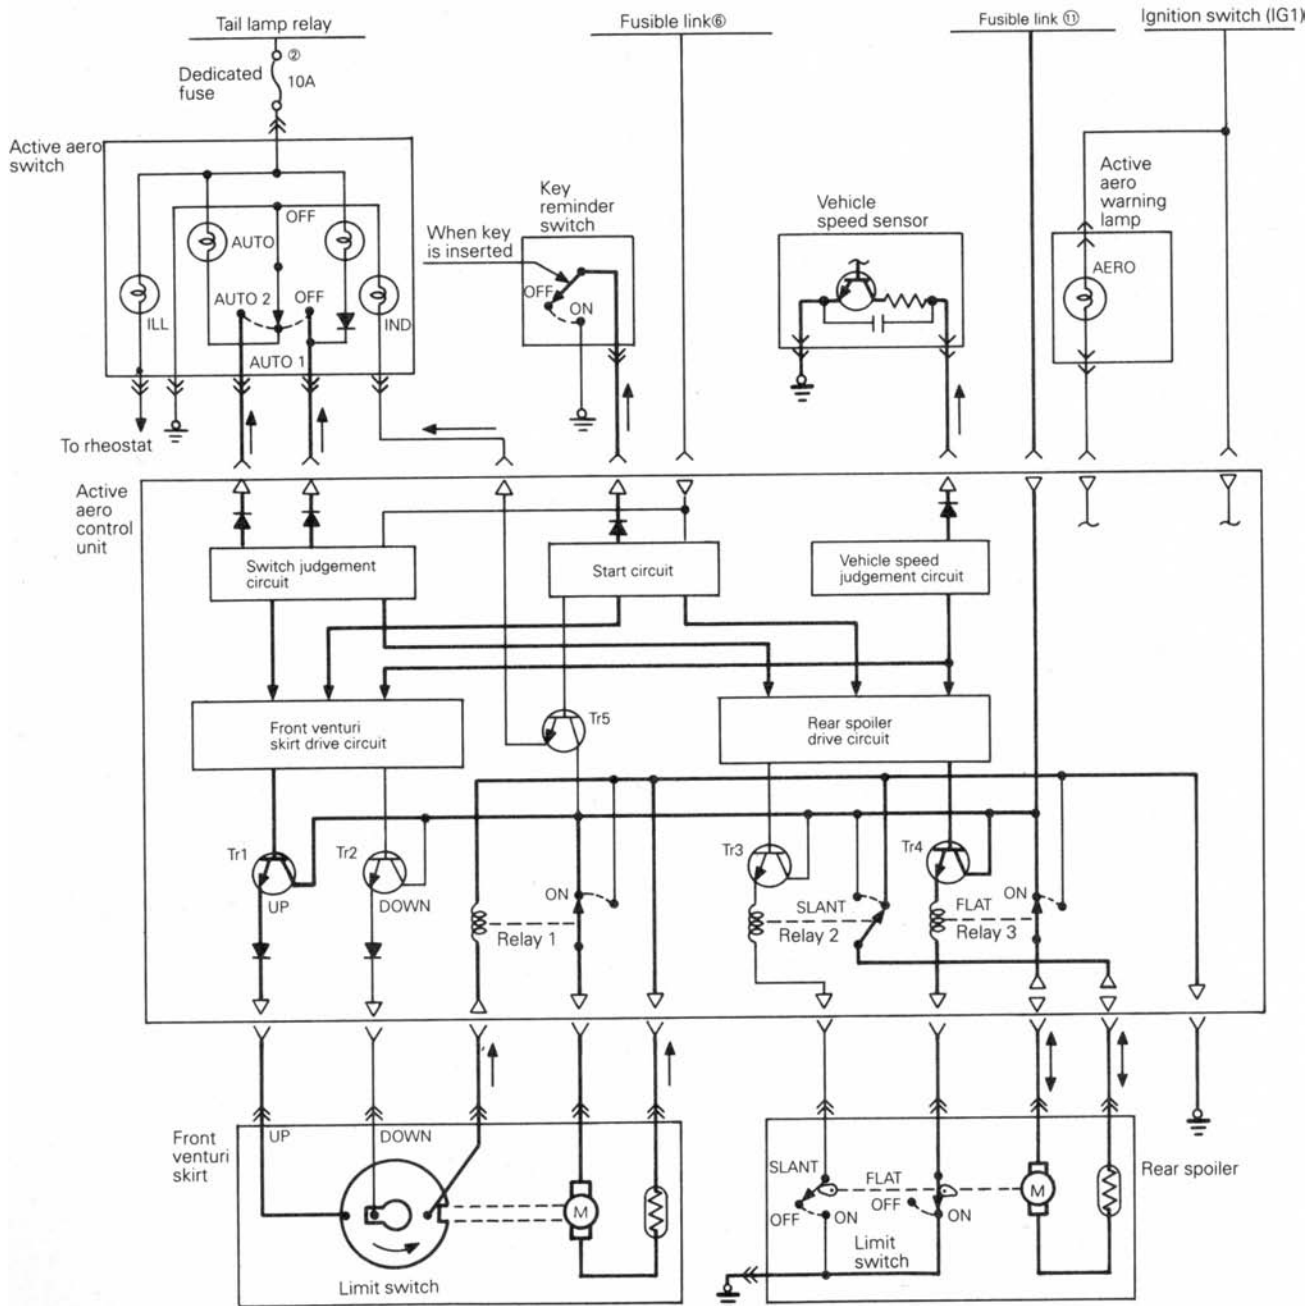 Tail lamp relay
Fusible link⑥
Fusible link ⑪
Ignition switch (IG1)
②
Dedicated
fuse
10A
Active aero
switch
OFF
AUTO
AUTO 2
OFF
ILL
IND
AUTO 1
To rheostat
Key
reminder
switch
When key
is inserted
OFF
ON
Vehicle
speed sensor
Active
aero
warning
lamp
AERO
Active
aero
control
unit
Switch judgement
circuit
Start circuit
Vehicle speed
judgement circuit
Front venturi
skirt drive circuit
Tr5
Rear spoiler
drive circuit
Tr1
UP
Tr2
DOWN
ON
Relay 1
Tr3
SLANT
Relay 2
Tr4
FLAT
Relay 3
ON
Front
venturi
skirt
UP
DOWN
M
Limit switch
SLANT
OFF
ON
FLAT
OFF
ON
Limit
switch
M
Rear spoiler